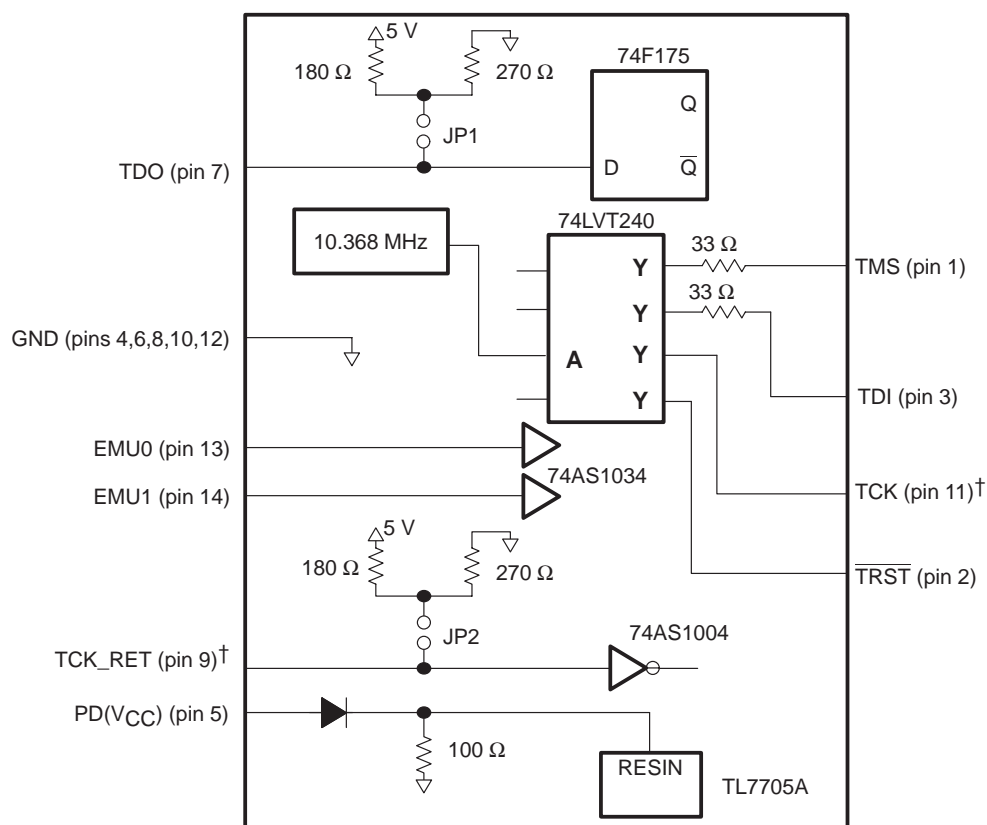 5 V
180 Ω
270 Ω
74F175
Q
JP1
TDO (pin 7)
D
Q̅
74LVT240
10.368 MHz
33 Ω
Y
TMS (pin 1)
33 Ω
Y
GND (pins 4,6,8,10,12)
A
Y
Y
TDI (pin 3)
EMU0 (pin 13)
74AS1034
EMU1 (pin 14)
TCK (pin 11)†
5 V
180 Ω
270 Ω
T̅R̅S̅T̅ (pin 2)
JP2
74AS1004
TCK_RET (pin 9)†
PD(VCC) (pin 5)
100 Ω
RESIN
TL7705A